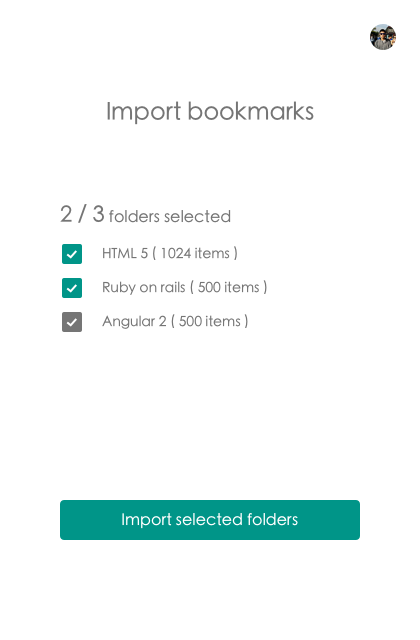 Import bookmarks
2 / 3 folders selected
HTML 5 ( 1024 items )
Ruby on rails ( 500 items )
Angular 2 ( 500 items )
Import selected folders